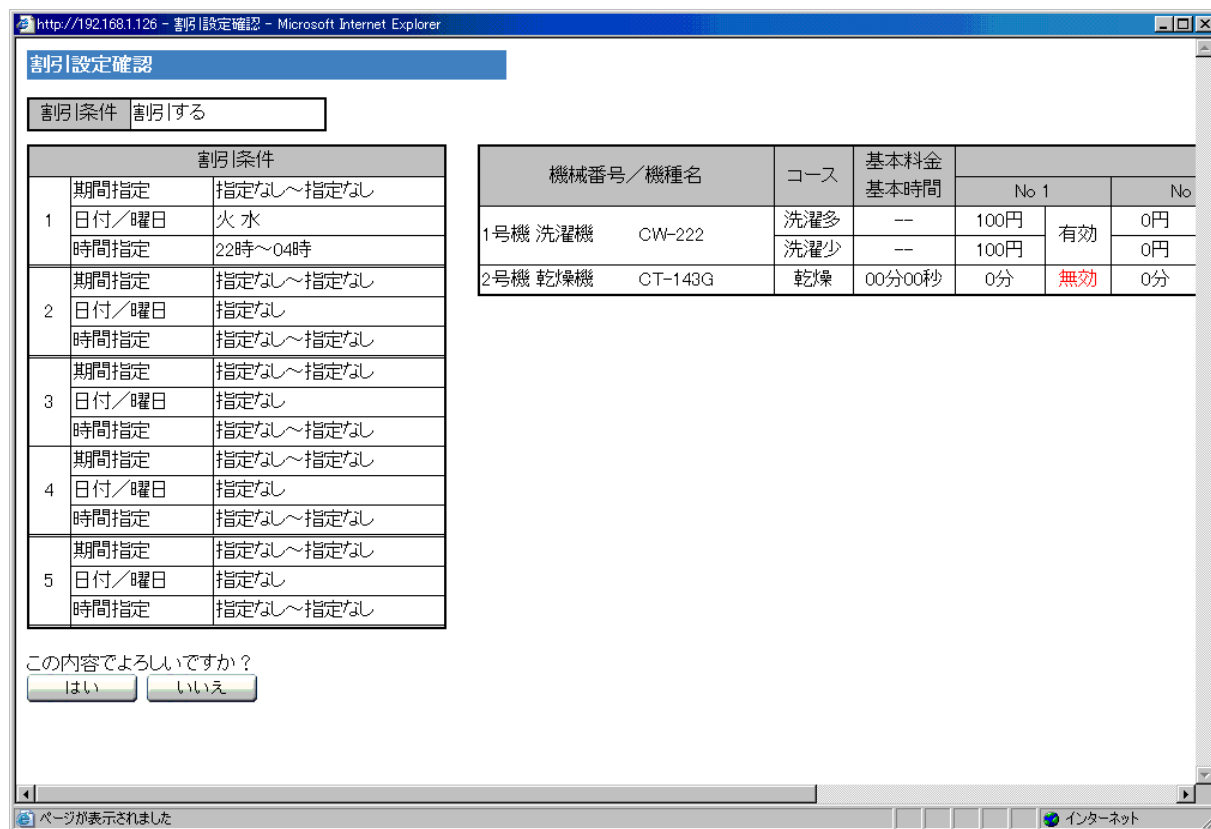 http://192.168.1.126 - 割引設定確認 - Microsoft Internet Explorer
割引設定確認
割引条件 割引する
割引条件
1 期間指定 指定なし～指定なし
日付／曜日 火 水
時間指定 22時～04時
2 期間指定 指定なし～指定なし
日付／曜日 指定なし
時間指定 指定なし～指定なし
3 期間指定 指定なし～指定なし
日付／曜日 指定なし
時間指定 指定なし～指定なし
4 期間指定 指定なし～指定なし
日付／曜日 指定なし
時間指定 指定なし～指定なし
5 期間指定 指定なし～指定なし
日付／曜日 指定なし
時間指定 指定なし～指定なし
機械番号／機種名 コース 基本料金
基本時間 No 1 No
1号機 洗濯機 CW-222 洗濯多 -- 100円 有効 0円
洗濯少 -- 100円 0円
2号機 乾燥機 CT-143G 乾燥 00分00秒 0分 無効 0分
この内容でよろしいですか？
はい いいえ
ページが表示されました インターネット